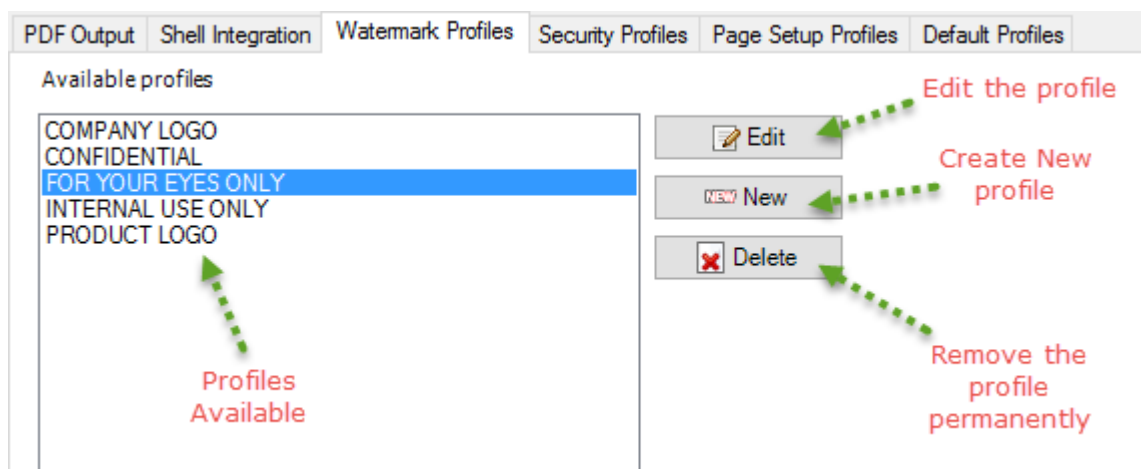 PDF Output Shell Integration Watermark Profiles Security Profiles Page Setup Profiles Default Profiles
Available profiles
Edit the profile
COMPANY LOGO
CONFIDENTIAL
FOR YOUR EYES ONLY
INTERNAL USE ONLY
PRODUCT LOGO
Edit
NEW New
Delete
Create New
profile
Profiles
Available
Remove the
profile
permanently